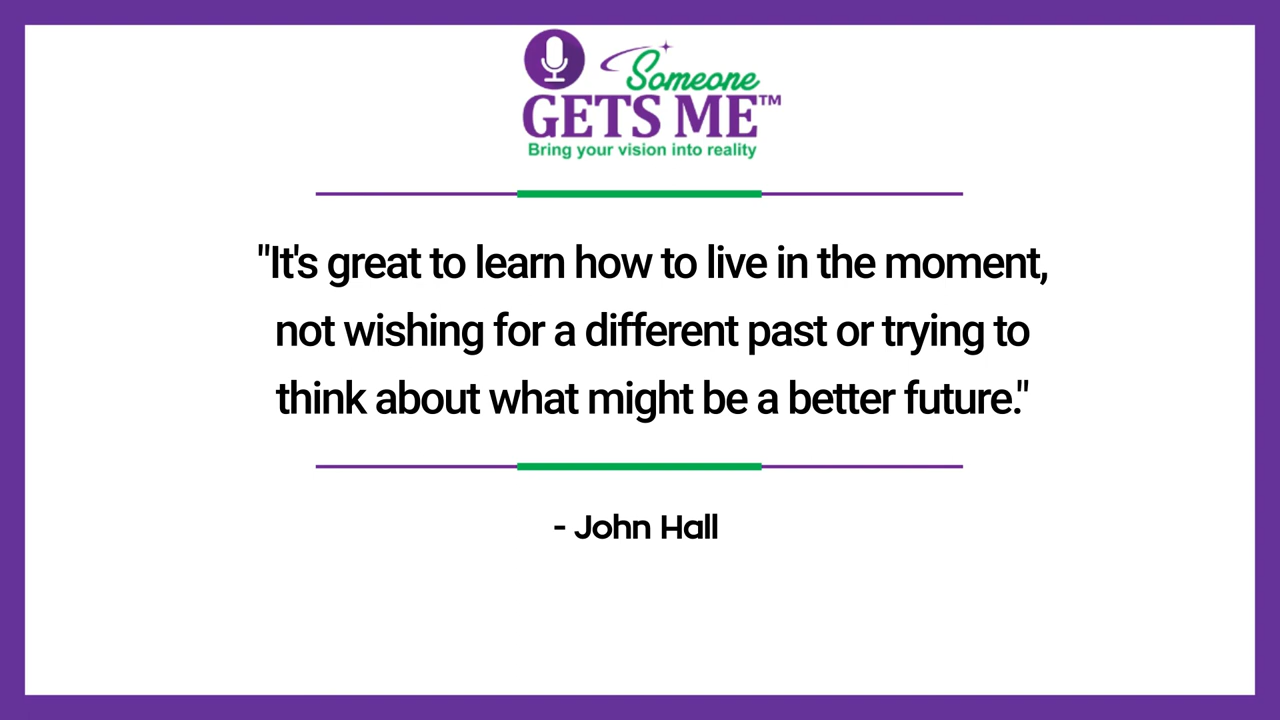 Someone
GETS ME™
Bring your vision into reality
"It's great to learn how to live in the moment,
not wishing for a different past or trying to
think about what might be a better future."
- John Hall